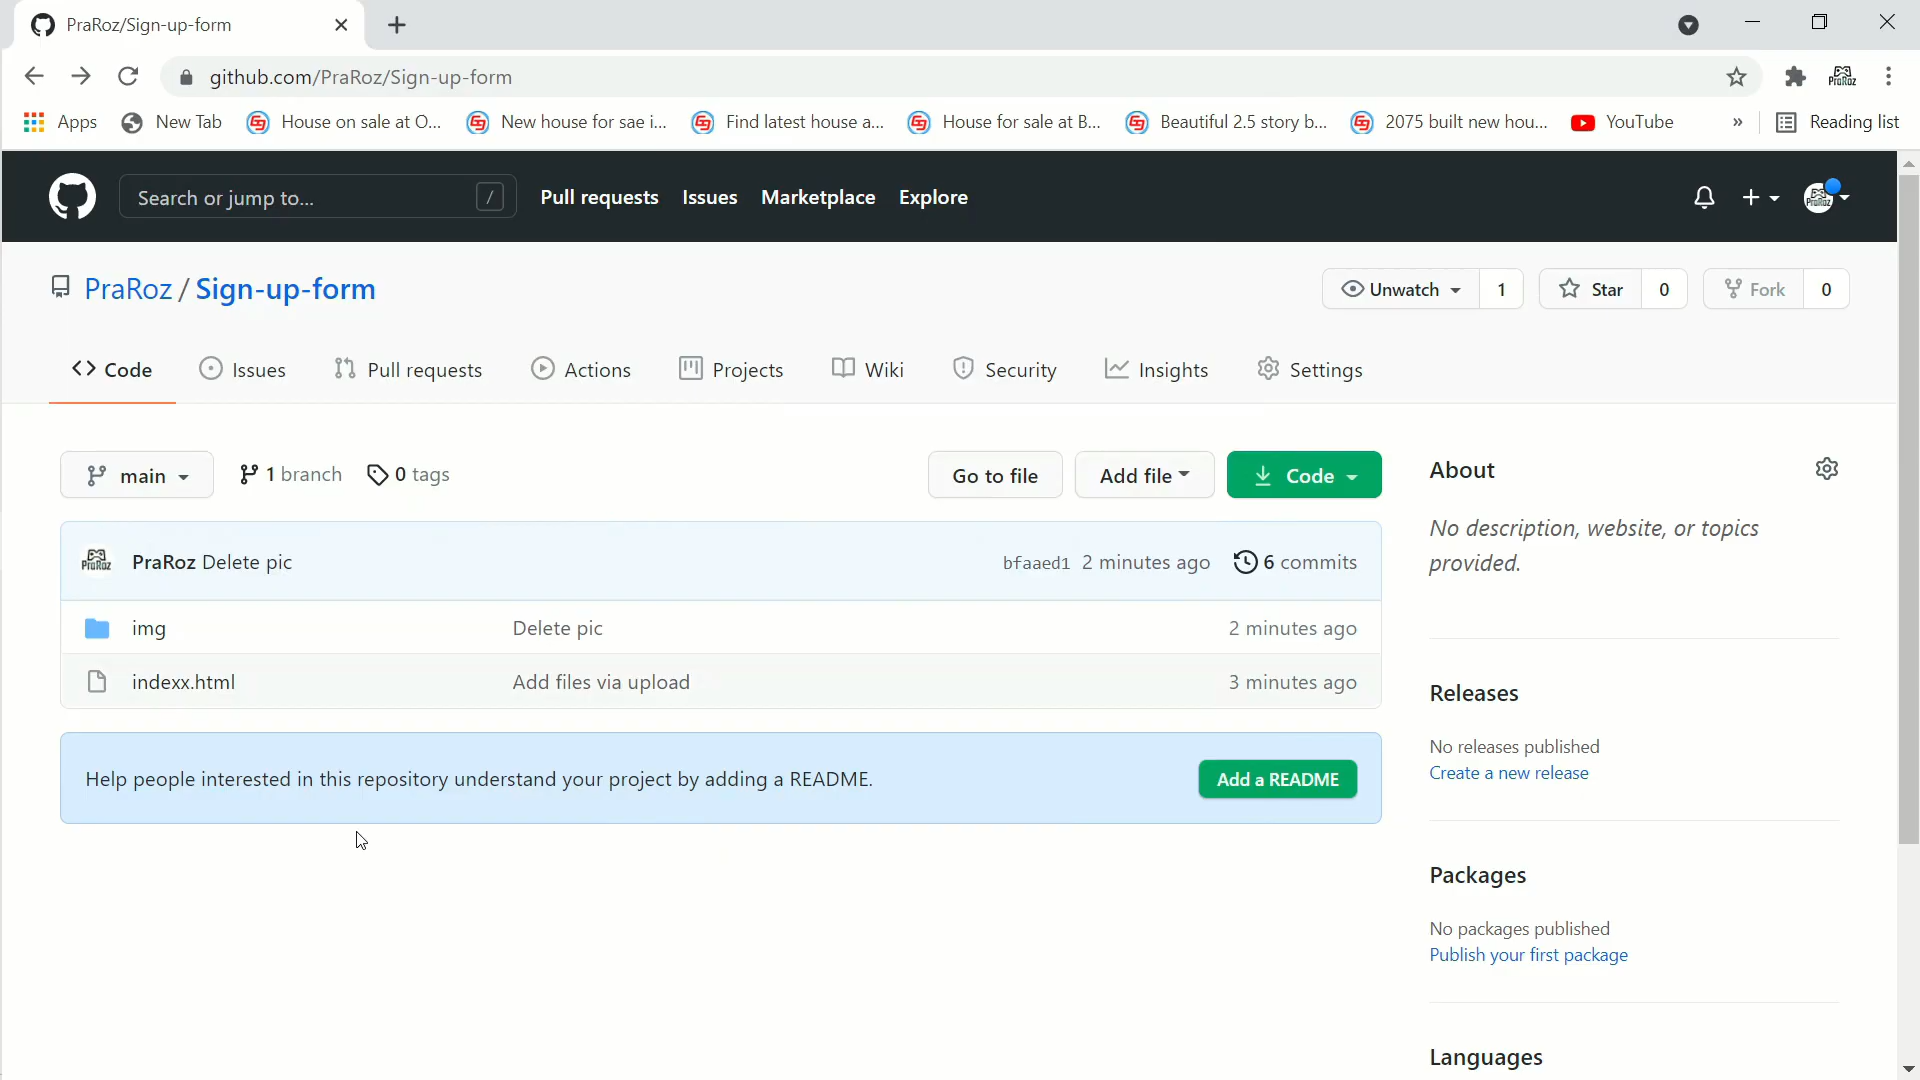 PraRoz/Sign-up-form
github.com/PraRoz/Sign-up-form
Apps New Tab House on sale at O... New house for sae i... Find latest house a... House for sale at B... Beautiful 2.5 story b... 2075 built new hou... YouTube » Reading list
Search or jump to... / Pull requests Issues Marketplace Explore
PraRoz / Sign-up-form Unwatch 1 Star 0 Fork 0
Code Issues Pull requests Actions Projects Wiki Security Insights Settings
main 1 branch 0 tags Go to file Add file Code
PraRoz Delete pic bfaaed1 2 minutes ago 6 commits
img Delete pic 2 minutes ago
indexx.html Add files via upload 3 minutes ago
Help people interested in this repository understand your project by adding a README. Add a README
About
No description, website, or topics
provided.
Releases
No releases published
Create a new release
Packages
No packages published
Publish your first package
Languages